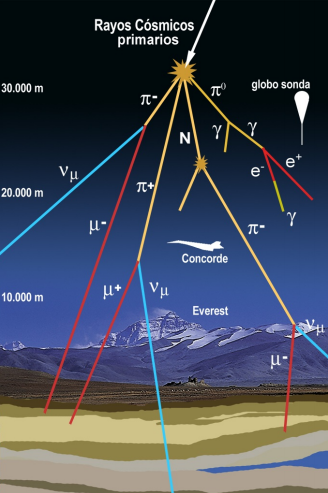 Rayos Cósmicos
primarios
30.000 m
π-
π⁰
globo sonda
γ
γ
N
e⁻
e⁺
ν_μ
π+
20.000 m
γ
μ-
π-
Concorde
μ+
ν_μ
10.000 m
Everest
ν_μ
μ-